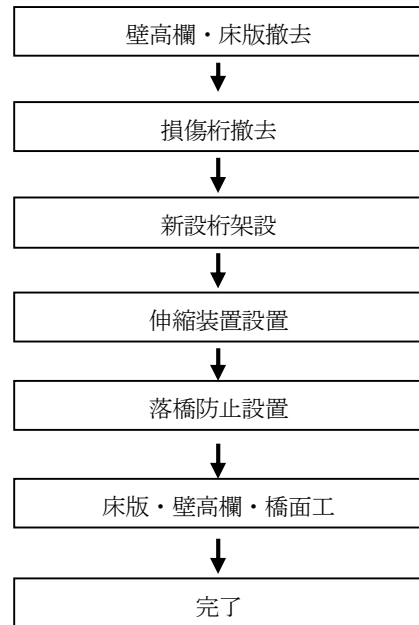 壁高欄・床版撤去
損傷桁撤去
新設桁架設
伸縮装置設置
落橋防止設置
床版・壁高欄・橋面工
完了